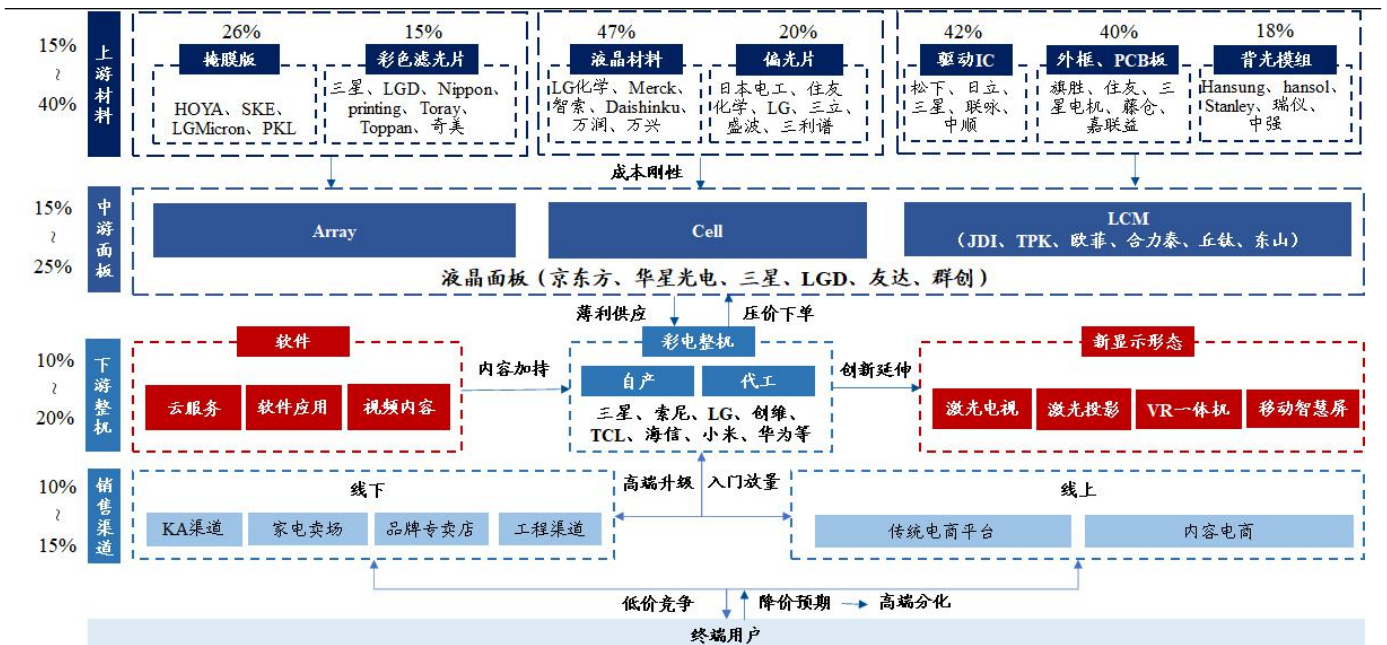 26%
15%
47%
20%
42%
40%
18%
15%
~
40%
上游材料
掩膜版
彩色滤光片
液晶材料
偏光片
驱动IC
外框、PCB板
背光模组
HOYA、SKE、
LGMicron、PKL
三星、LGD、Nippon、
printing、Toray、
Toppan、奇美
LG化学、Merck、
智索、Daishinku、
万润、万兴
日本电工、住友
化学、LG、三立、
盛波、三利谱
松下、日立、
三星、联咏、
中顺
旗胜、住友、三
星电机、藤仓、
嘉联益
Hansung、hansol、
Stanley、瑞仪、
中强
成本刚性
15%
~
25%
中游面板
Array
Cell
LCM
（JDI、TPK、欧菲、合力泰、丘钛、东山）
液晶面板（京东方、华星光电、三星、LGD、友达、群创）
薄利供应
压价下单
10%
~
20%
下游整机
软件
云服务
软件应用
视频内容
内容加持
彩电整机
自产
代工
三星、索尼、LG、创维、
TCL、海信、小米、华为等
创新延伸
新显示形态
激光电视
激光投影
VR一体机
移动智慧屏
10%
~
15%
销售渠道
线下
KA渠道
家电卖场
品牌专卖店
工程渠道
高端升级
入门放量
线上
传统电商平台
内容电商
低价竞争
降价预期
高端分化
终端用户